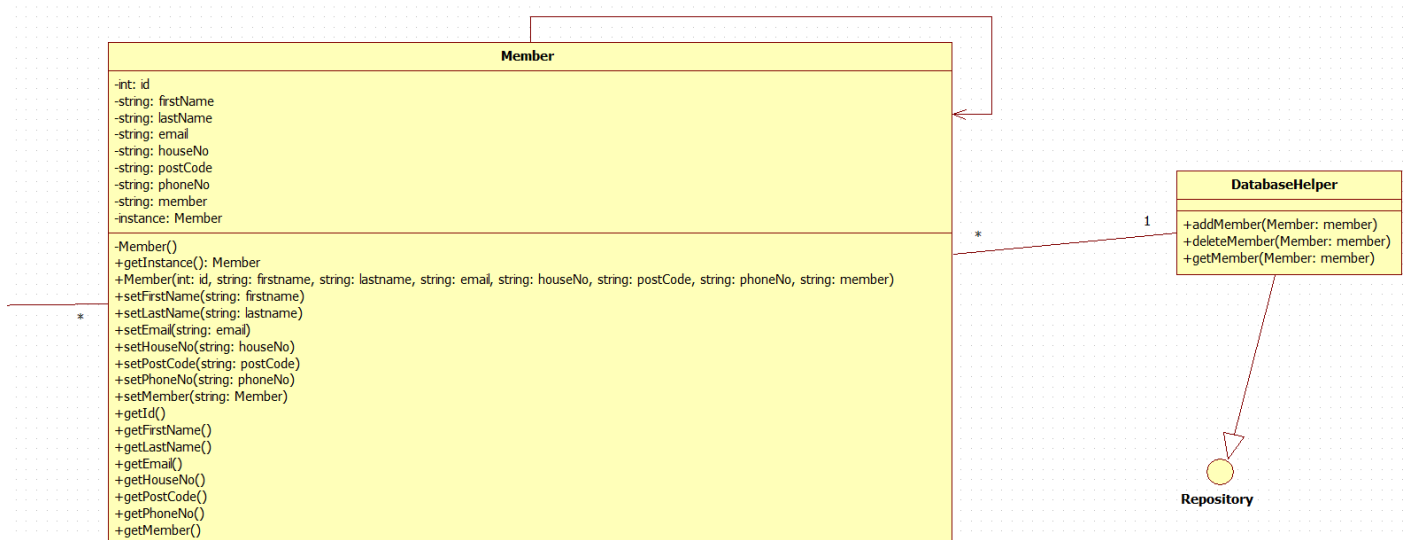 Member
-int: id
-string: firstName
-string: lastName
-string: email
-string: houseNo
-string: postCode
-string: phoneNo
-string: member
-instance: Member
-Member()
+getInstance(): Member
+Member(int: id, string: firstname, string: lastname, string: email, string: houseNo, string: postCode, string: phoneNo, string: member)
+setFirstName(string: firstname)
+setLastName(string: lastname)
+setEmail(string: email)
+setHouseNo(string: houseNo)
+setPostCode(string: postCode)
+setPhoneNo(string: phoneNo)
+setMember(string: Member)
+getId()
+getFirstName()
+getLastName()
+getEmail()
+getHouseNo()
+getPostCode()
+getPhoneNo()
+getMember()
*
*
1
DatabaseHelper
+addMember(Member: member)
+deleteMember(Member: member)
+getMember(Member: member)
Repository